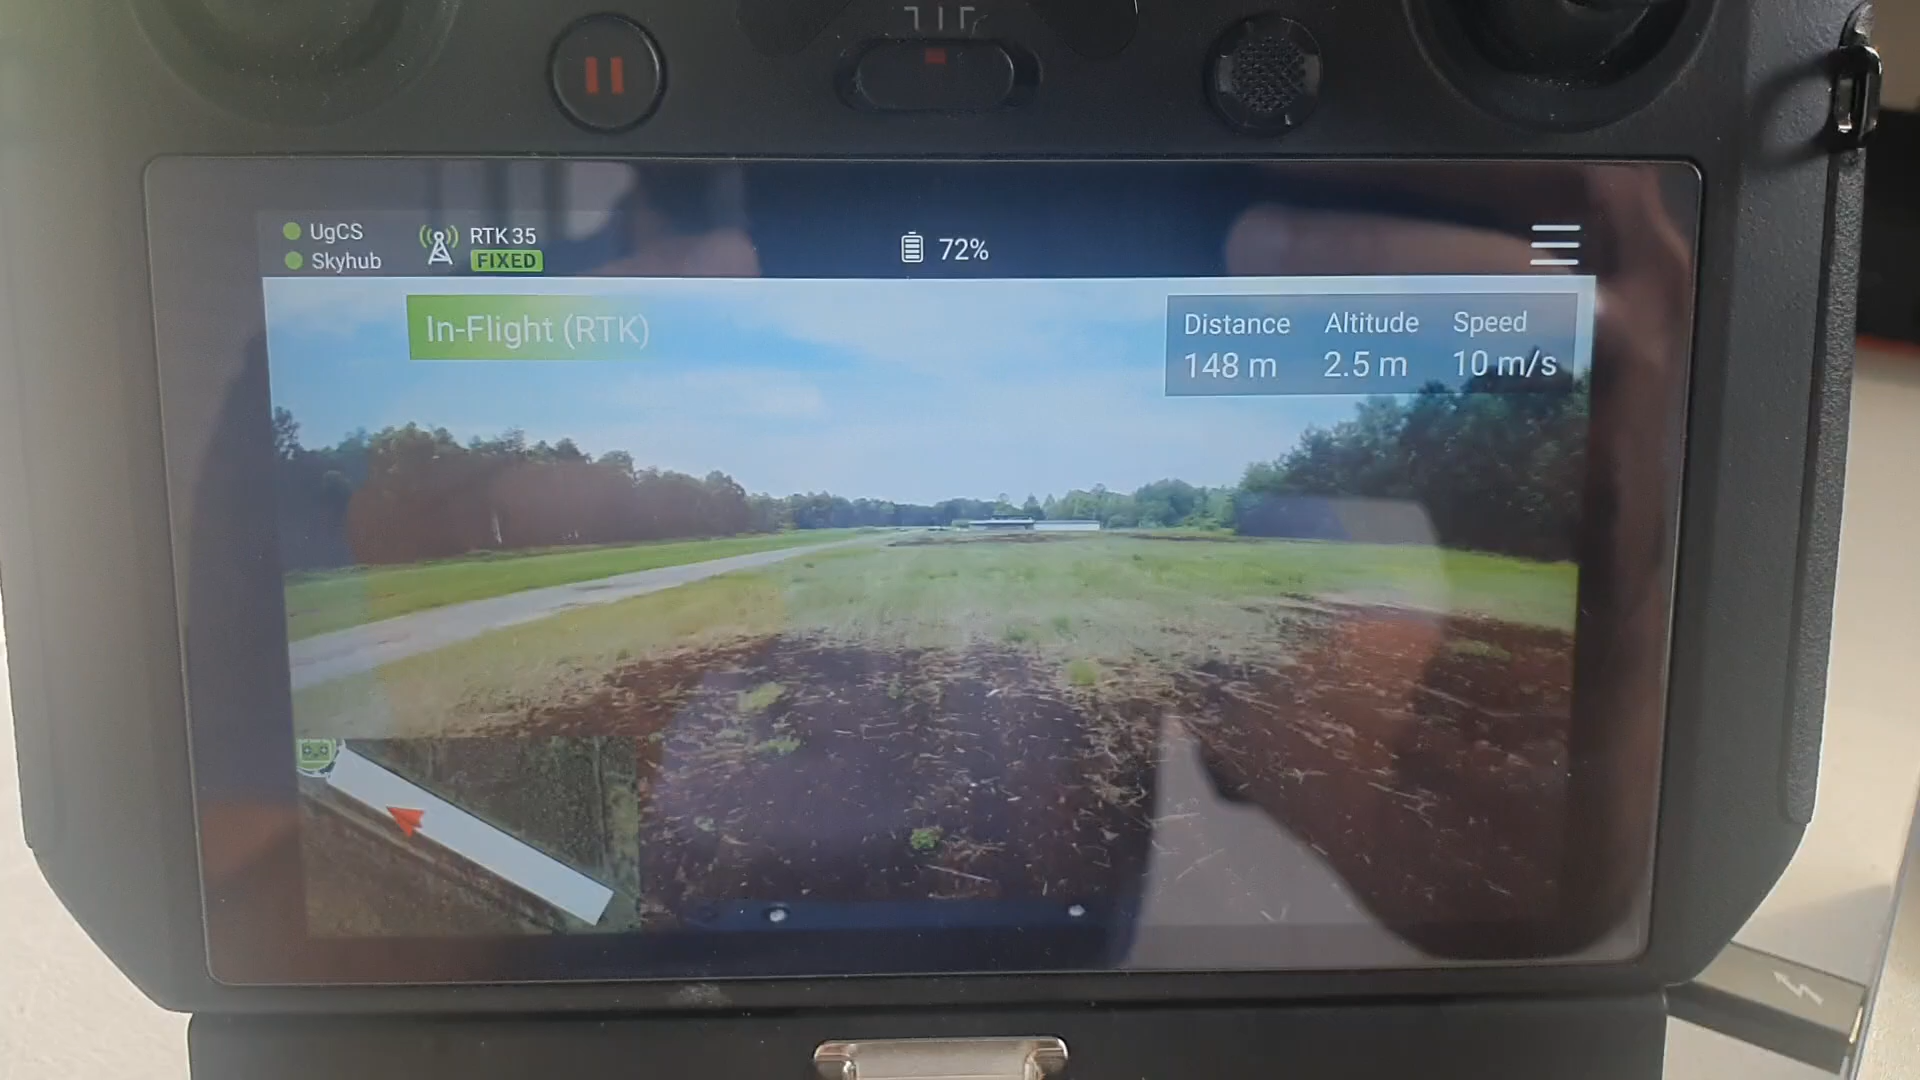 UgCS
Skyhub
RTK 35
FIXED
72%
In-Flight (RTK)
Distance Altitude Speed
148 m 2.5 m 10 m/s